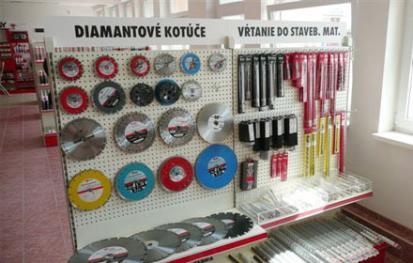 DIAMANTOVÉ KOTÚČE
VŔTANIE DO STAVEB. MAT.